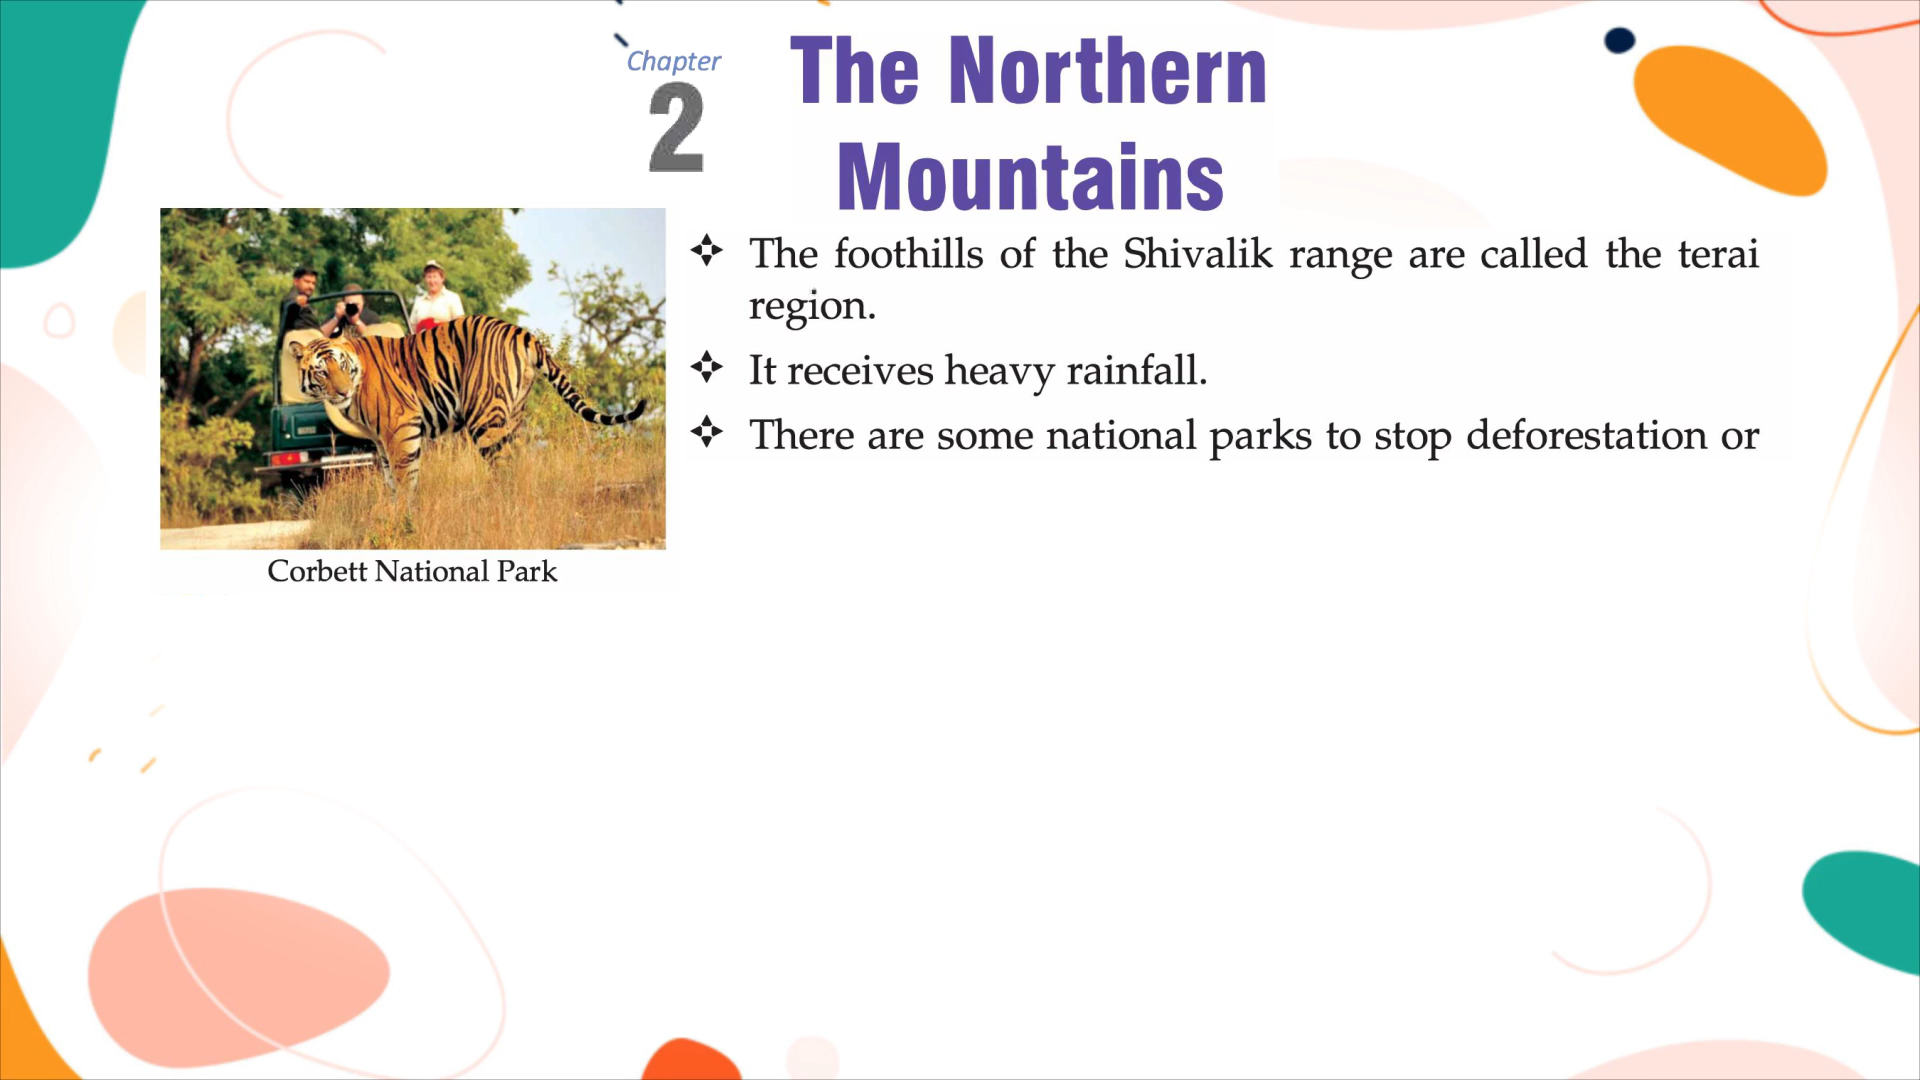 Chapter
2
The Northern
Mountains
❖ The foothills of the Shivalik range are called the terai
region.
❖ It receives heavy rainfall.
❖ There are some national parks to stop deforestation or
Corbett National Park